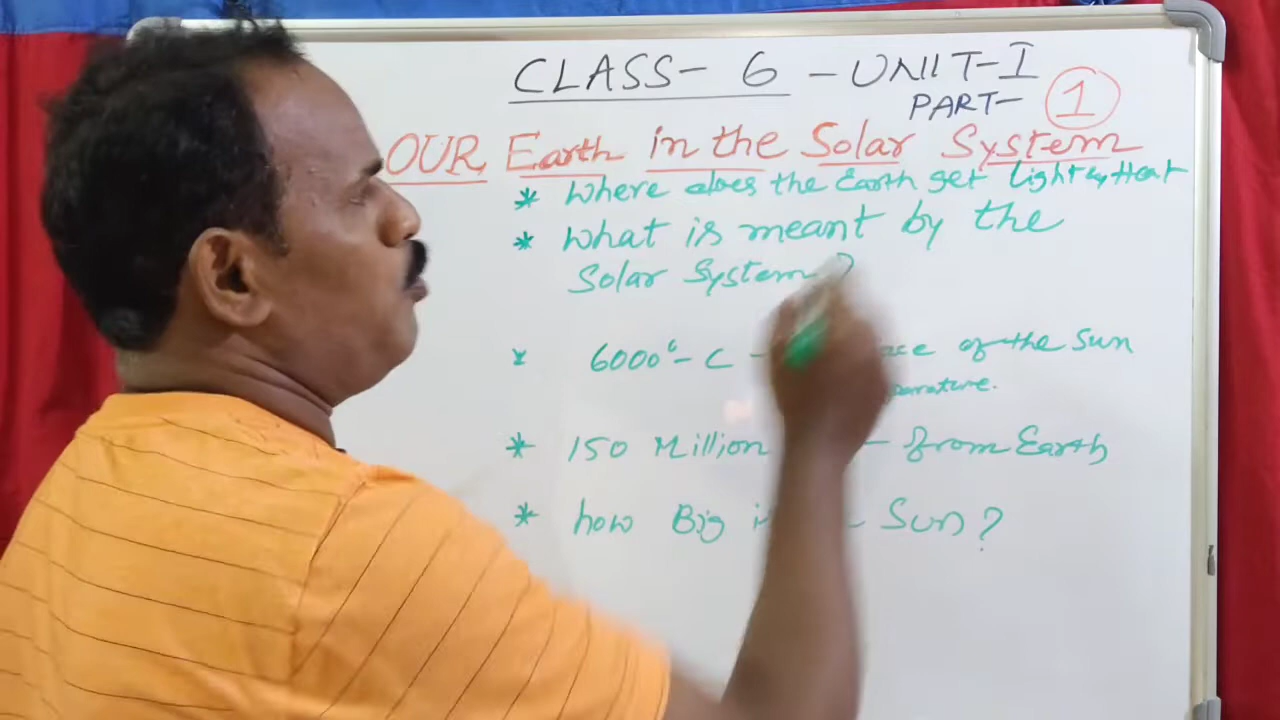 CLASS- 6 - UNIT-I
PART- 1
OUR Earth in the Solar System
* Where does the Earth get light & Heat
* What is meant by the
Solar System?
* 6000°- C - of the Sun
* 150 Million - from Earth
* how Big Sun?